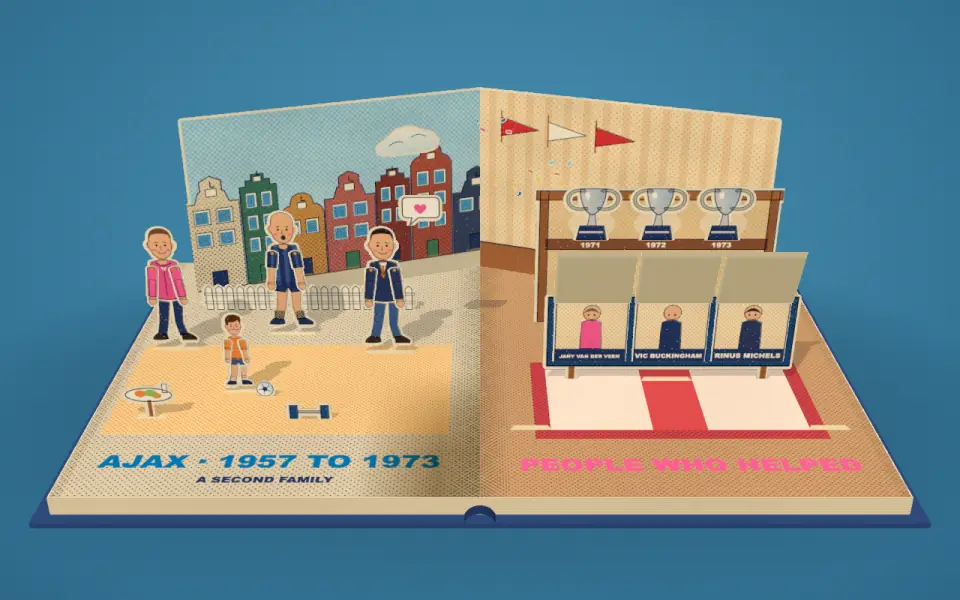 AJAX · 1957 TO 1973
A SECOND FAMILY
1971 1972 1973
JANY VAN DER VEEN VIC BUCKINGHAM RINUS MICHELS
PEOPLE WHO HELPED